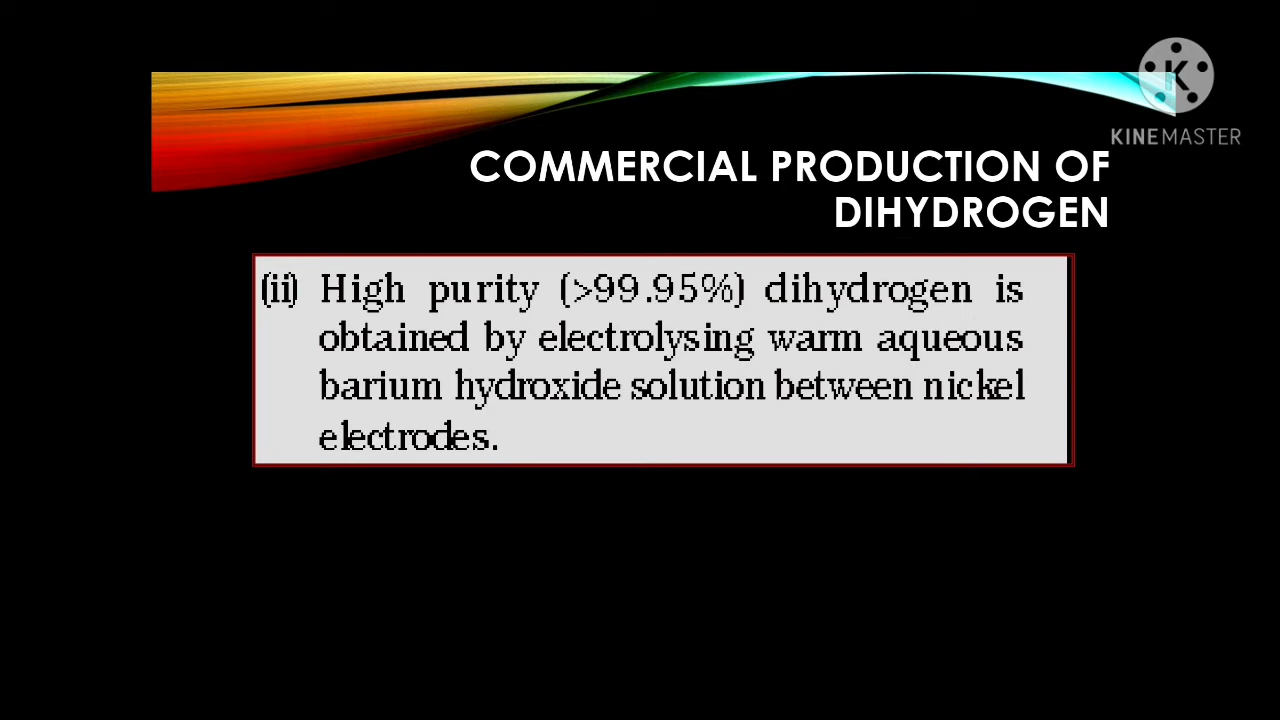 K
KINEMASTER
COMMERCIAL PRODUCTION OF
DIHYDROGEN
(ii) High purity (>99.95%) dihydrogen is
obtained by electrolysing warm aqueous
barium hydroxide solution between nickel
electrodes.